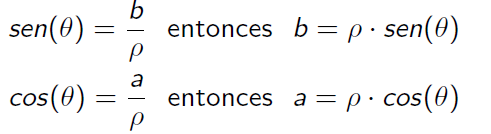 sen(θ) = b/ρ entonces b = ρ · sen(θ)
cos(θ) = a/ρ entonces a = ρ · cos(θ)